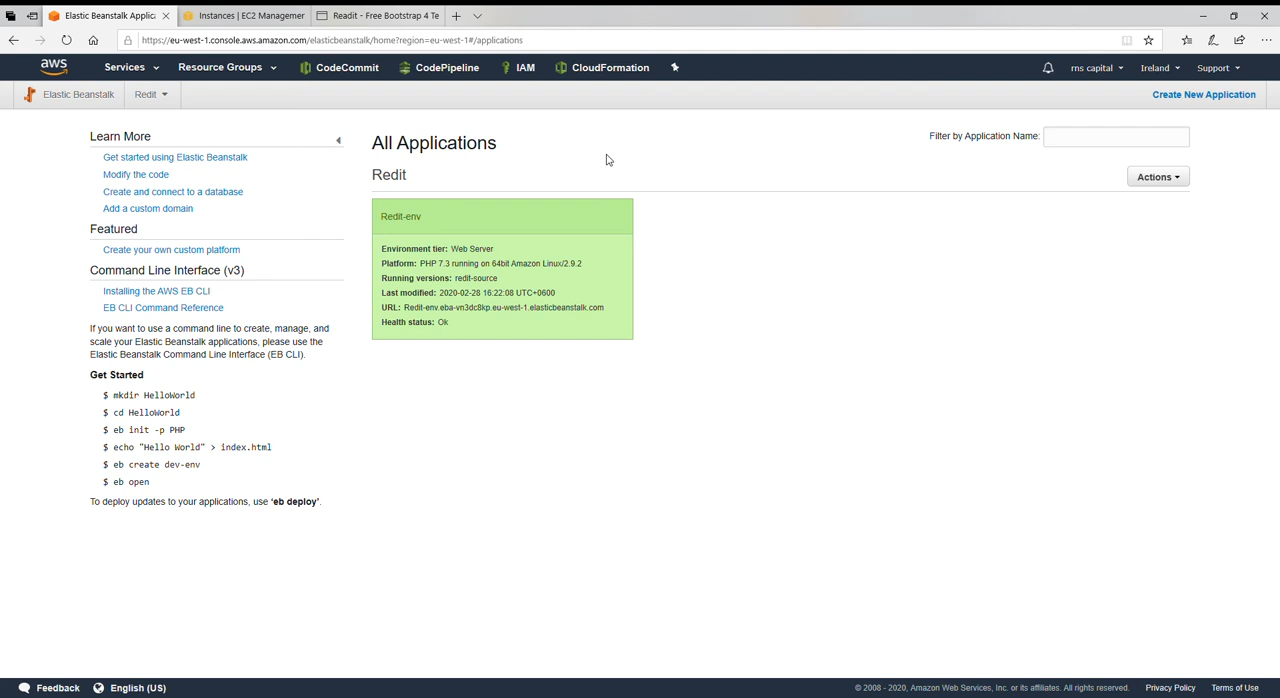 Elastic Beanstalk Applic
Instances | EC2 Managemer
Readit - Free Bootstrap 4 Te
https://eu-west-1.console.aws.amazon.com/elasticbeanstalk/home?region=eu-west-1#/applications
aws
Services
Resource Groups
CodeCommit
CodePipeline
IAM
CloudFormation
rns capital
Ireland
Support
Elastic Beanstalk
Redit
Create New Application
Learn More
Get started using Elastic Beanstalk
Modify the code
Create and connect to a database
Add a custom domain
Featured
Create your own custom platform
Command Line Interface (v3)
Installing the AWS EB CLI
EB CLI Command Reference
If you want to use a command line to create, manage, and
scale your Elastic Beanstalk applications, please use the
Elastic Beanstalk Command Line Interface (EB CLI).
Get Started
$ mkdir HelloWorld
$ cd HelloWorld
$ eb init -p PHP
$ echo "Hello World" > index.html
$ eb create dev-env
$ eb open
To deploy updates to your applications, use 'eb deploy'.
All Applications
Filter by Application Name:
Redit
Actions
Redit-env
Environment tier: Web Server
Platform: PHP 7.3 running on 64bit Amazon Linux/2.9.2
Running versions: redit-source
Last modified: 2020-02-28 16:22:08 UTC+0600
URL: Redit-env.eba-vn3dc8kp.eu-west-1.elasticbeanstalk.com
Health status: Ok
Feedback
English (US)
© 2008 - 2020, Amazon Web Services, Inc. or its affiliates. All rights reserved.
Privacy Policy
Terms of Use